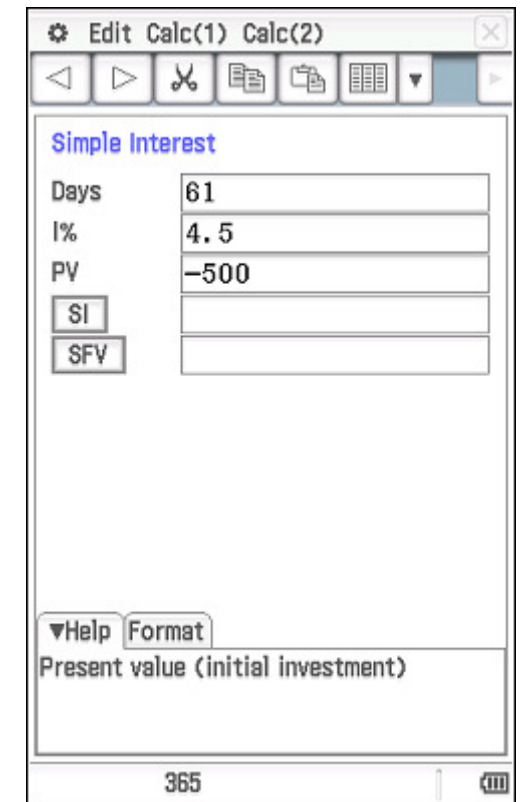 Edit Calc(1) Calc(2)
Simple Interest
Days 61
I% 4.5
PV -500
SI
SFV
▼Help Format
Present value (initial investment)
365